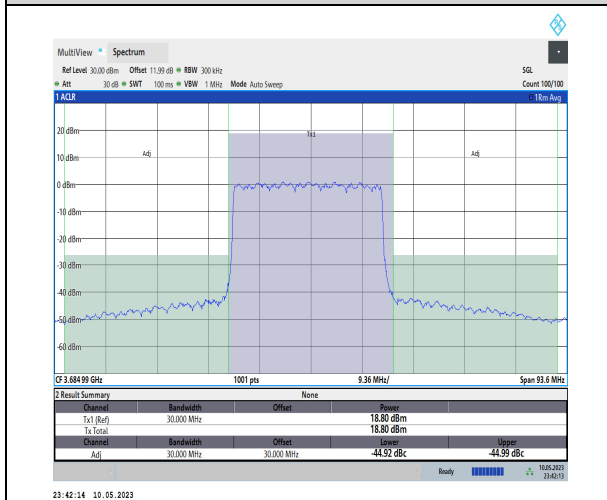 MultiView Spectrum
Ref Level 30.00 dBm Offset 11.99 dB RBW 300 kHz SGL
Att 30 dB SWT 100 ms VBW 1 MHz Mode Auto Sweep Count 100/100
1 ACLR 1Rm Avg
20 dBm
Tx1
10 dBm
Adj Adj
0 dBm
-10 dBm
-20 dBm
-30 dBm
-40 dBm
-50 dBm
-60 dBm
CF 3.684 99 GHz 1001 pts 9.36 MHz/ Span 93.6 MHz
2 Result Summary None
Channel Bandwidth Offset Power
Tx1 (Ref) 30.000 MHz 18.80 dBm
Tx Total 18.80 dBm
Channel Bandwidth Offset Lower Upper
Adj 30.000 MHz 30.000 MHz -44.92 dBc -44.99 dBc
Ready 10.05.2023
23:42:13
23:42:14 10.05.2023